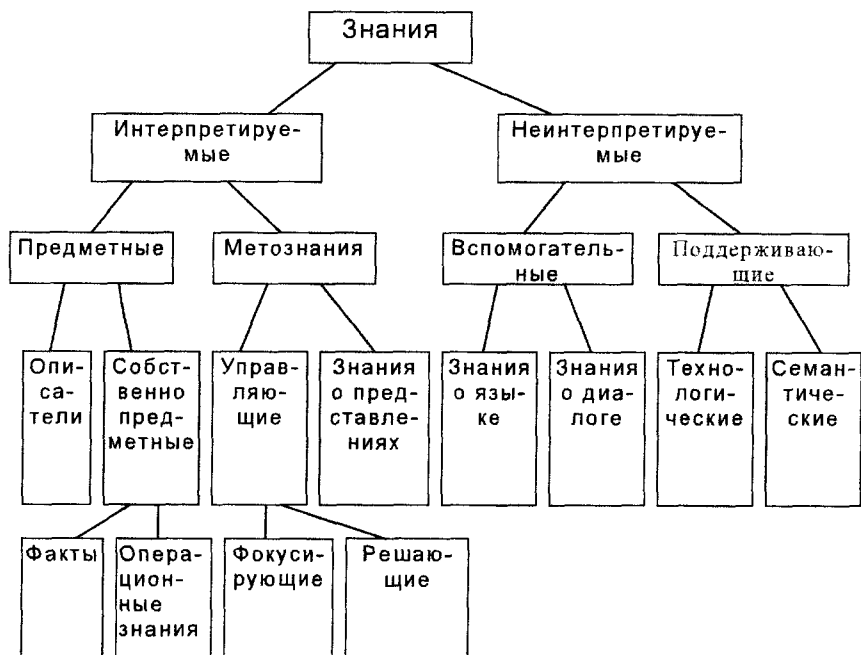 Знания
Интерпретируе-
мые
Неинтерпретируе-
мые
Предметные
Метознания
Вспомогатель-
ные
Поддерживаю-
щие
Опи-
са-
тели
Собст-
венно
пред-
метные
Управ-
ляю-
щие
Знания
о пред-
ставле-
ниях
Знания
о язы-
ке
Знания
о диа-
логе
Техно-
логи-
ческие
Семан-
тиче-
ские
Факты
Опера-
цион-
ные
знания
Фокуси-
рующие
Решаю-
щие